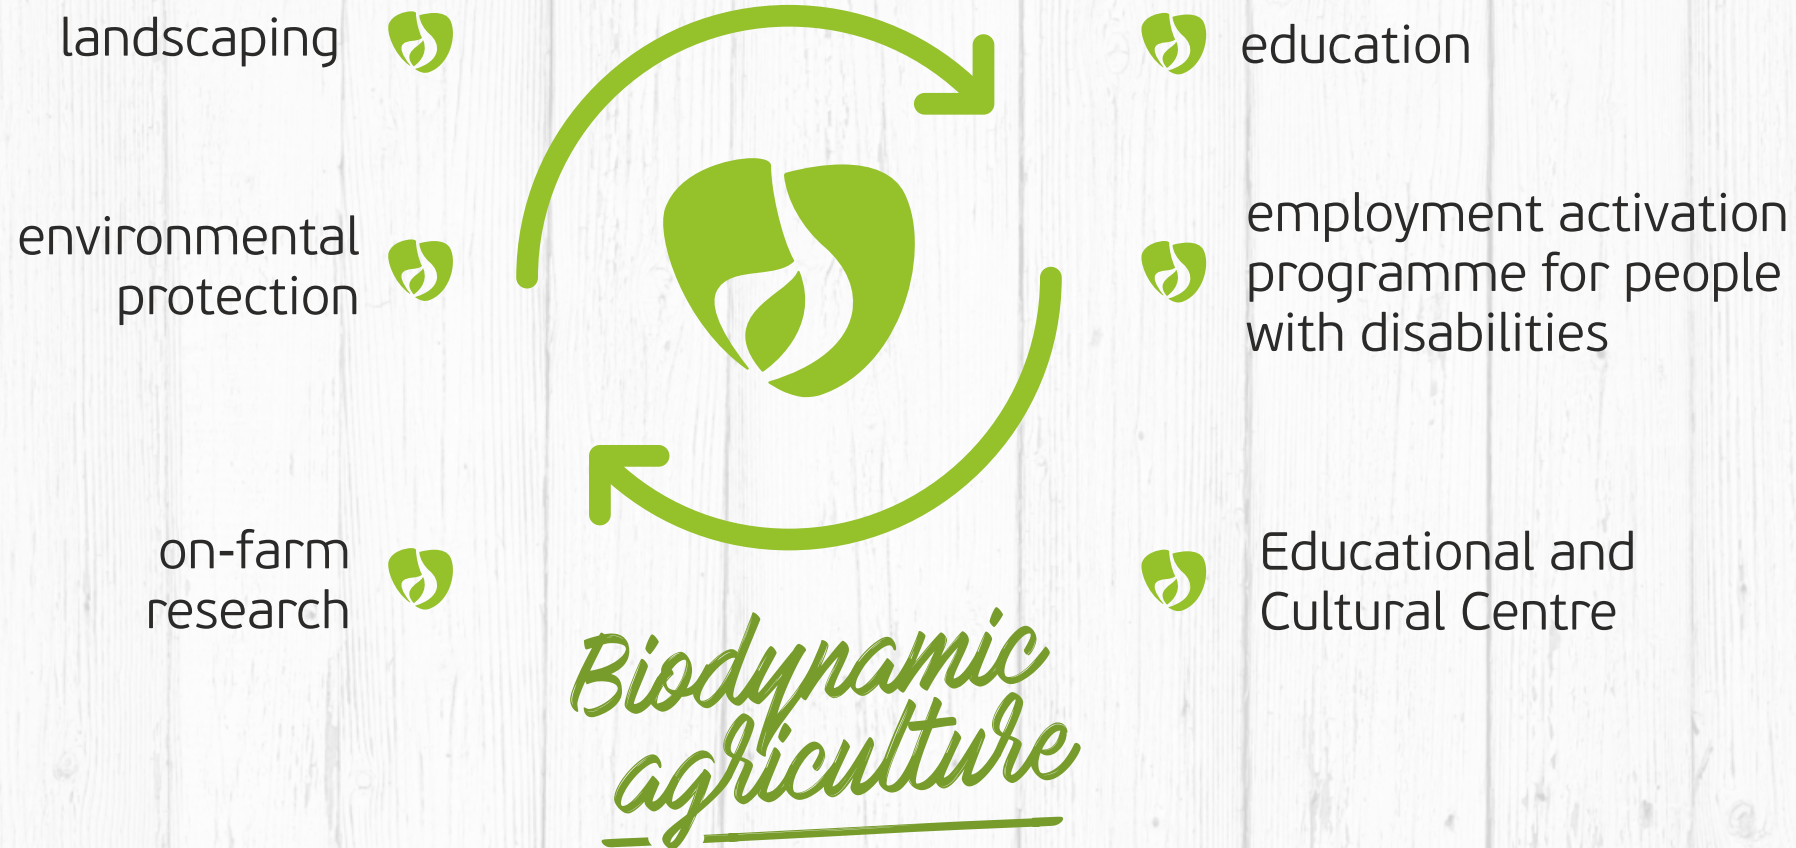 landscaping
environmental
protection
on-farm
research
education
employment activation
programme for people
with disabilities
Educational and
Cultural Centre
Biodynamic
agriculture